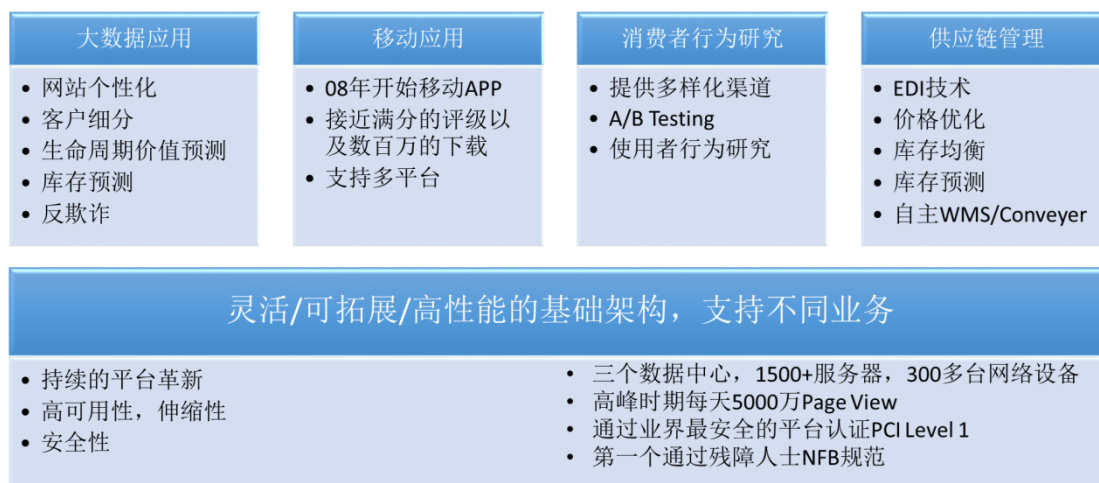 大数据应用
• 网站个性化
• 客户细分
• 生命周期价值预测
• 库存预测
• 反欺诈
移动应用
• 08年开始移动APP
• 接近满分的评级以
及数百万的下载
• 支持多平台
消费者行为研究
• 提供多样化渠道
• A/B Testing
• 使用者行为研究
供应链管理
• EDI技术
• 价格优化
• 库存均衡
• 库存预测
• 自主WMS/Conveyer
灵活/可拓展/高性能的基础架构，支持不同业务
• 持续的平台革新
• 高可用性，伸缩性
• 安全性
• 三个数据中心，1500+服务器，300多台网络设备
• 高峰时期每天5000万Page View
• 通过业界最安全的平台认证PCI Level 1
• 第一个通过残障人士NFB规范